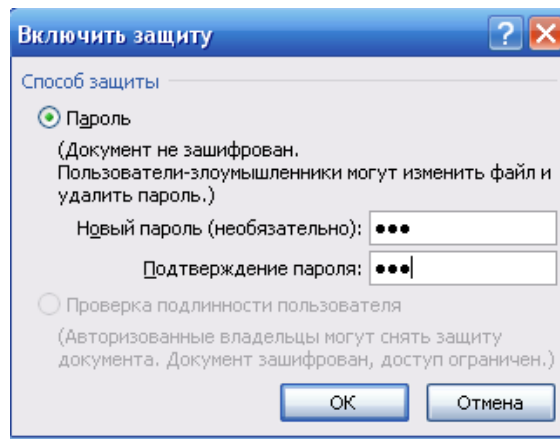 Включить защиту
Способ защиты
Пароль
(Документ не зашифрован.
Пользователи-злоумышленники могут изменить файл и
удалить пароль.)
Новый пароль (необязательно): ●●●
Подтверждение пароля: ●●●
Проверка подлинности пользователя
(Авторизованные владельцы могут снять защиту
документа. Документ зашифрован, доступ ограничен.)
ОК Отмена